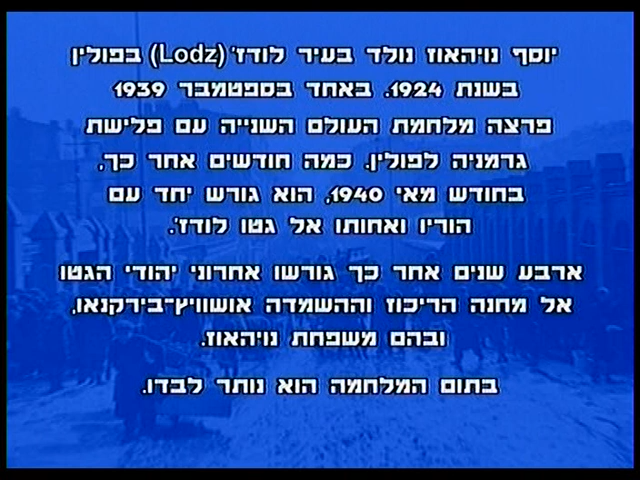 יוסף נויהאוז נולד בעיר לודז' (Lodz) בפולין
בשנת 1924. באחד בספטמבר 1939
פרצה מלחמת העולם השנייה עם פלישת
גרמניה לפולין. כמה חודשים אחר כך,
בחודש מאי 1940, הוא גורש יחד עם
הוריו ואחותו אל גטו לודז'.
ארבע שנים אחר כך גורשו אחרוני יהודי הגטו
אל מחנה הריכוז וההשמדה אושוויץ-בירקנאו,
ובהם משפחת נויהאוז.
בתום המלחמה הוא נותר לבדו.